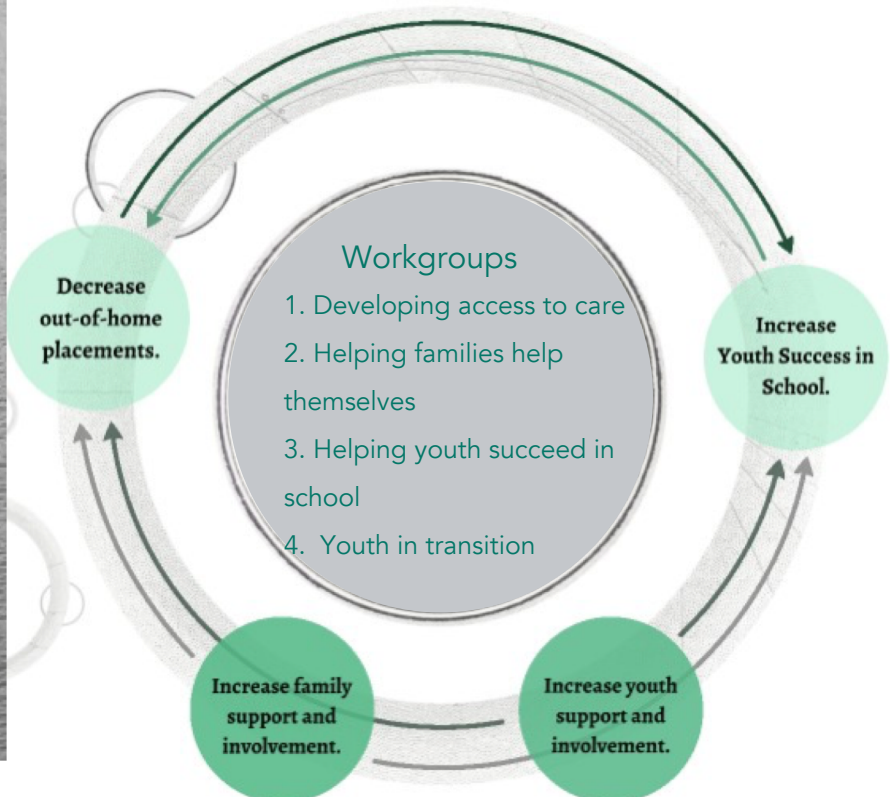 Workgroups
1. Developing access to care
2. Helping families help
themselves
3. Helping youth succeed in
school
4. Youth in transition
Decrease
out-of-home
placements.
Increase
Youth Success in
School.
Increase family
support and
involvement.
Increase youth
support and
involvement.